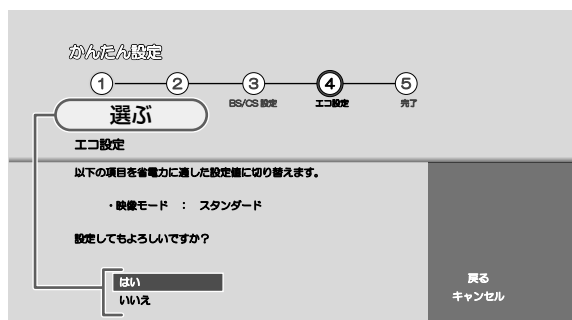 かんたん設定
1 2 3 4 5
BS/CS 設定 エコ設定 完了
選ぶ
エコ設定
以下の項目を省電力に適した設定値に切り替えます。
・映像モード ： スタンダード
設定してもよろしいですか？
はい
いいえ
戻る
キャンセル